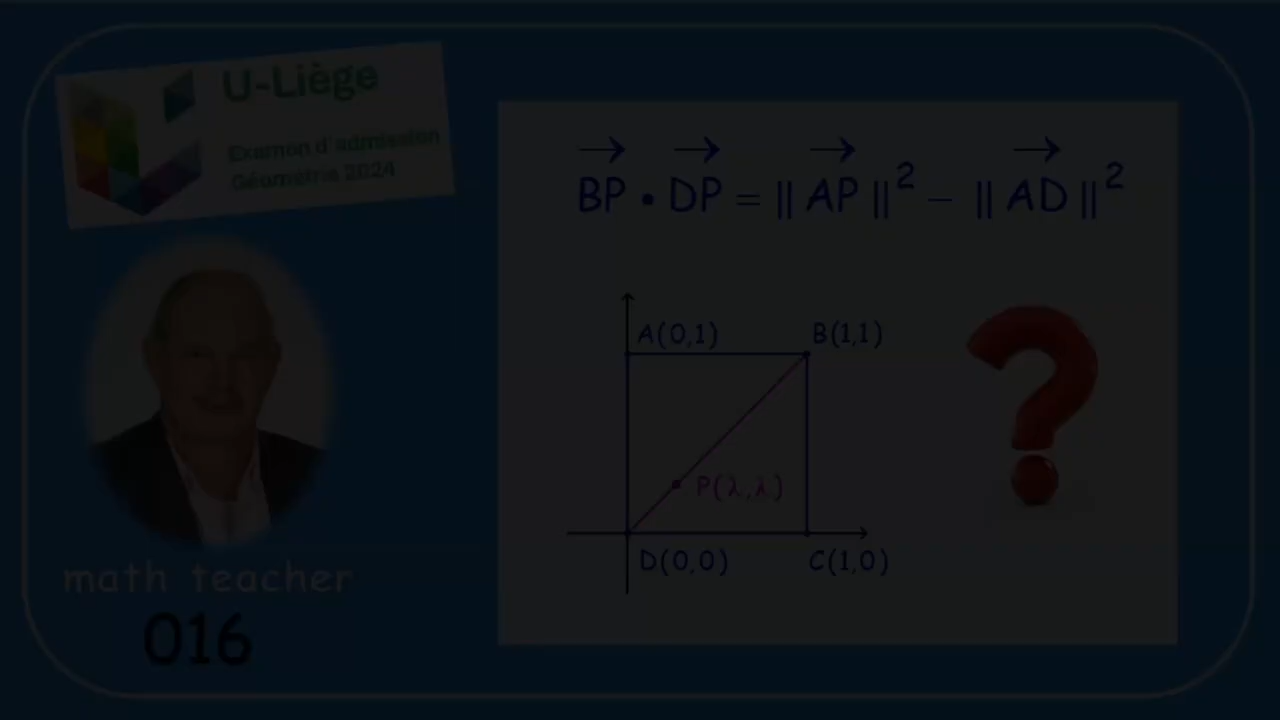 U-Liège
Examen d'admission
Géométrie 2024
BP • DP = || AP ||² − || AD ||²
A(0,1)
B(1,1)
P(λ,λ)
D(0,0)
C(1,0)
math teacher
016